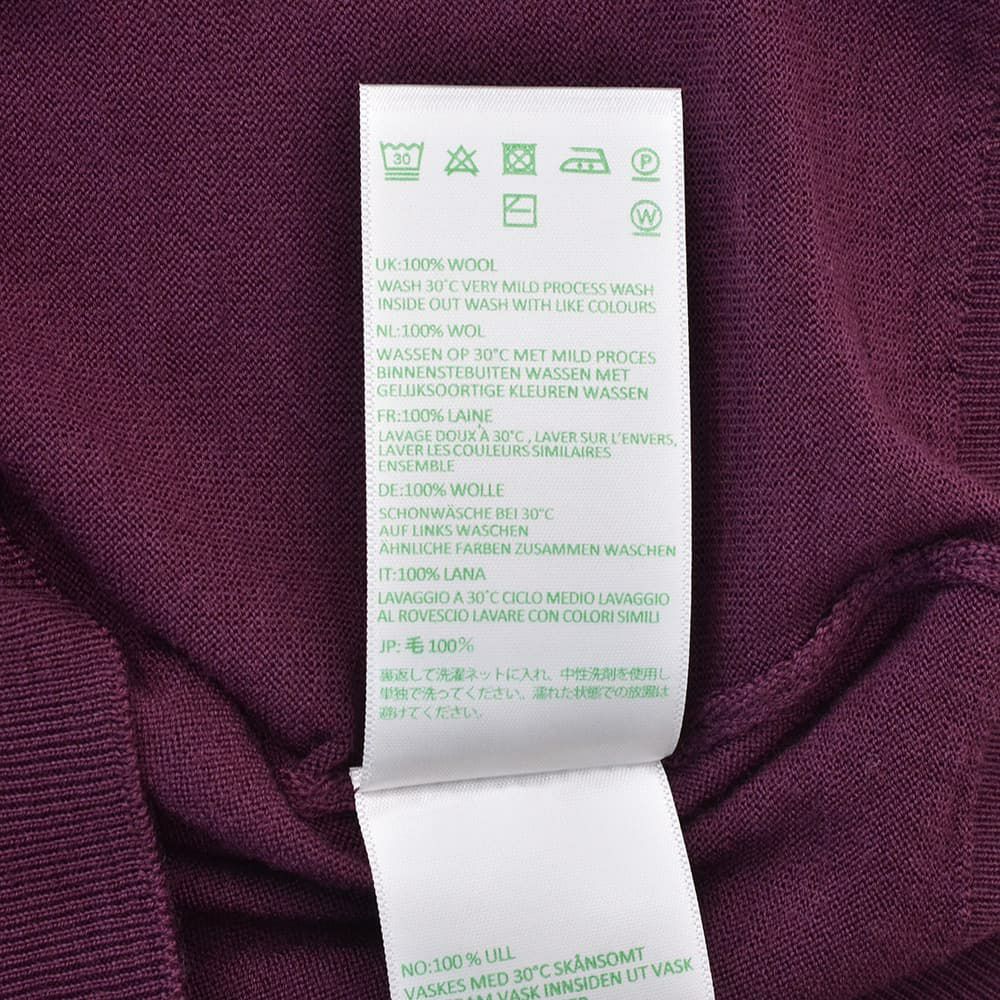 30
P
W
UK:100% WOOL
WASH 30°C VERY MILD PROCESS WASH
INSIDE OUT WASH WITH LIKE COLOURS
NL:100% WOL
WASSEN OP 30°C MET MILD PROCES
BINNENSTEBUITEN WASSEN MET
GELIJKSOORTIGE KLEUREN WASSEN
FR:100% LAINE
LAVAGE DOUX À 30°C , LAVER SUR L'ENVERS,
LAVER LES COULEURS SIMILAIRES
ENSEMBLE
DE:100% WOLLE
SCHONWÄSCHE BEI 30°C
AUF LINKS WASCHEN
ÄHNLICHE FARBEN ZUSAMMEN WASCHEN
IT:100% LANA
LAVAGGIO A 30°C CICLO MEDIO LAVAGGIO
AL ROVESCIO LAVARE CON COLORI SIMILI
JP: 毛 100%
裏返して洗濯ネットに入れ、中性洗剤を使用し
単独で洗ってください。濡れた状態での放置は
避けてください。
NO:100 % ULL
VASKES MED 30°C SKÅNSOMT
VASK INNSIDEN UT VASK